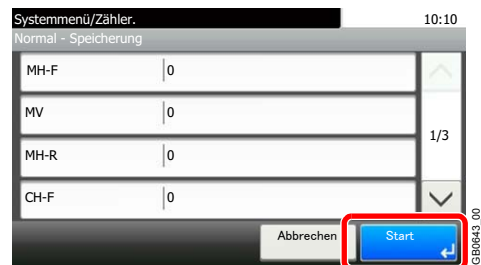 Systemmenü/Zähler. 10:10
Normal - Speicherung
MH-F 0
MV 0
1/3
MH-R 0
CH-F 0
Abbrechen Start
GB0643_00